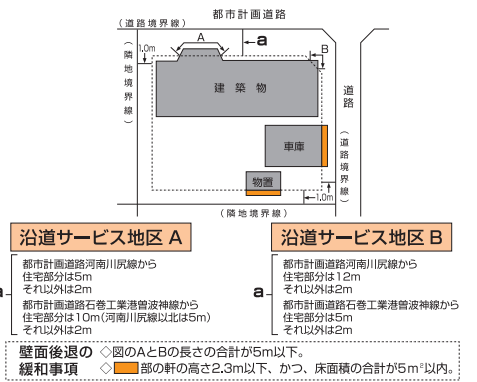 都市計画道路
(道路境界線)
A
a
B
1.0m
(隣地境界線)
建築物
道路
車庫
(道路境界線)
物置
1.0m
(隣地境界線)
沿道サービス地区 A
a
都市計画道路河南川尻線から
住宅部分は5m
それ以外は2m
都市計画道路石巻工業港曽波神線から
住宅部分は10m(河南川尻線以北は5m)
それ以外は2m
沿道サービス地区 B
a
都市計画道路河南川尻線から
住宅部分は12m
それ以外は2m
都市計画道路石巻工業港曽波神線から
住宅部分は5m
それ以外は2m
壁面後退の ◇図のAとBの長さの合計が5m以下。
緩和事項 ◇ 部の軒の高さ2.3m以下、かつ、床面積の合計が5㎡以内。